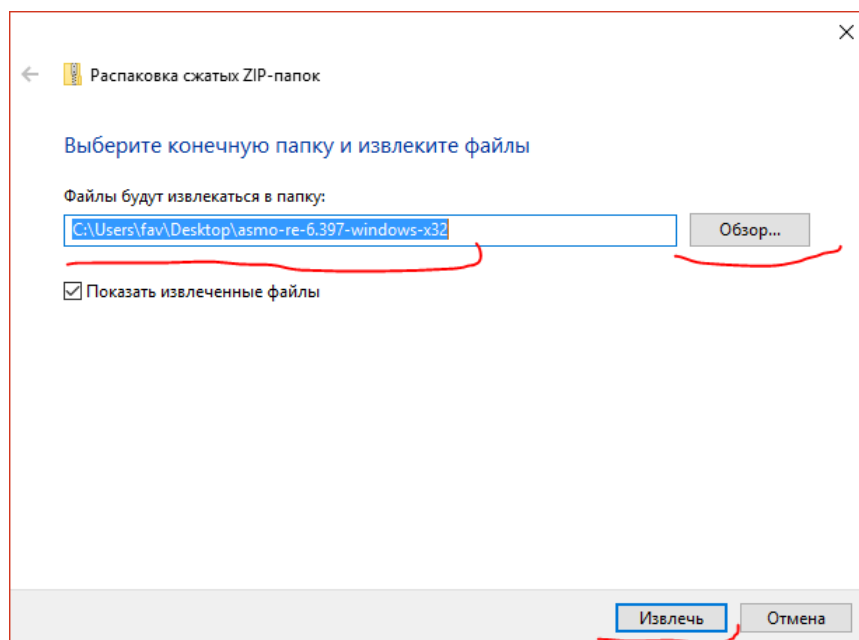 Распаковка сжатых ZIP-папок
Выберите конечную папку и извлеките файлы
Файлы будут извлекаться в папку:
C:\Users\fav\Desktop\asmo-re-6.397-windows-x32
Обзор...
Показать извлеченные файлы
Извлечь
Отмена